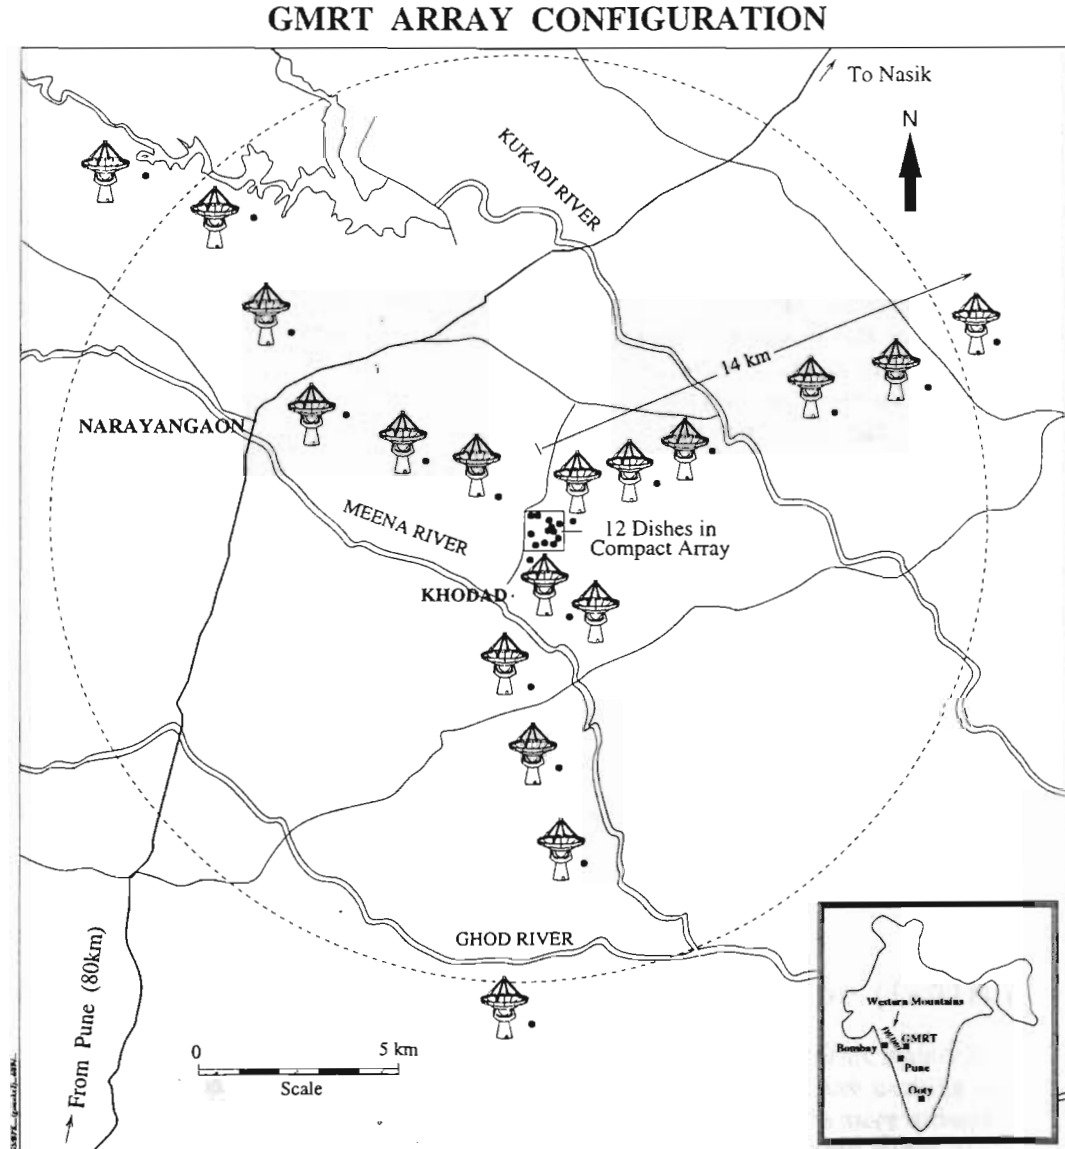 GMRT ARRAY CONFIGURATION
To Nasik
N
KUKADI RIVER
14 km
NARAYANGAON
MEENA RIVER
12 Dishes in
Compact Array
KHODAD
GHOD RIVER
From Pune (80km)
0 5 km
Scale
Western Mountains
GMRT
Bombay
Pune
Ooty